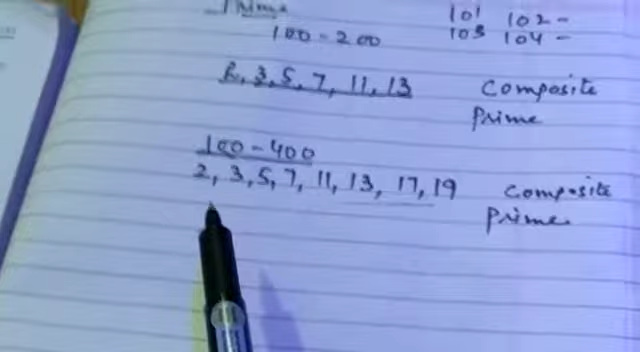 Prime
100 - 200
101 102 -
103 104 -
2, 3, 5, 7, 11, 13
Composite
Prime
100 - 400
2, 3, 5, 7, 11, 13, 17, 19
Composite
Prime